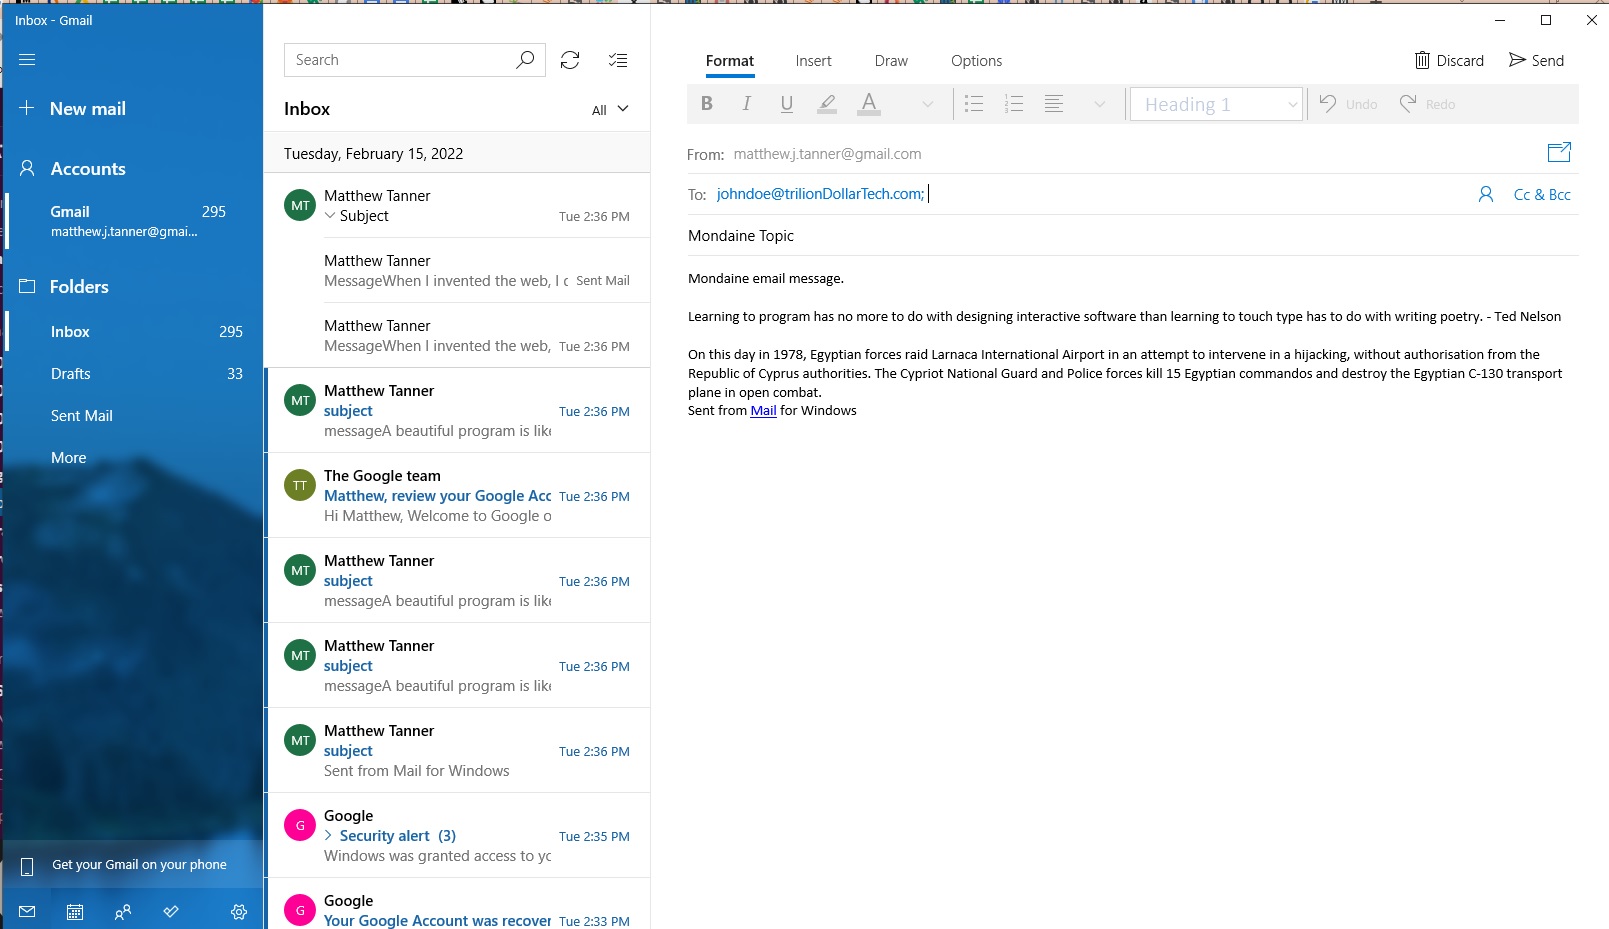 Inbox - Gmail
New mail
Accounts
Gmail 295
matthew.j.tanner@gmai...
Folders
Inbox 295
Drafts 33
Sent Mail
More
Get your Gmail on your phone
Search
Inbox All
Tuesday, February 15, 2022
MT Matthew Tanner
Subject Tue 2:36 PM
Matthew Tanner
MessageWhen I invented the web, I c Sent Mail
Matthew Tanner
MessageWhen I invented the web, Tue 2:36 PM
MT Matthew Tanner
subject Tue 2:36 PM
messageA beautiful program is like
TT The Google team
Matthew, review your Google Acc Tue 2:36 PM
Hi Matthew, Welcome to Google o
MT Matthew Tanner
subject Tue 2:36 PM
messageA beautiful program is like
MT Matthew Tanner
subject Tue 2:36 PM
messageA beautiful program is like
MT Matthew Tanner
subject Tue 2:36 PM
Sent from Mail for Windows
G Google
Security alert (3) Tue 2:35 PM
Windows was granted access to yo
G Google
Your Google Account was recover Tue 2:33 PM
Format Insert Draw Options Discard Send
B I U A Heading 1 Undo Redo
From: matthew.j.tanner@gmail.com
To: johndoe@trilionDollarTech.com; Cc & Bcc
Mondaine Topic
Mondaine email message.
Learning to program has no more to do with designing interactive software than learning to touch type has to do with writing poetry. - Ted Nelson
On this day in 1978, Egyptian forces raid Larnaca International Airport in an attempt to intervene in a hijacking, without authorisation from the
Republic of Cyprus authorities. The Cypriot National Guard and Police forces kill 15 Egyptian commandos and destroy the Egyptian C-130 transport
plane in open combat.
Sent from Mail for Windows